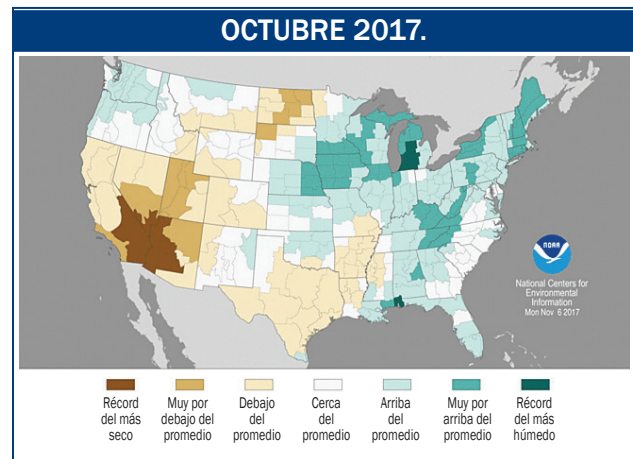 OCTUBRE 2017.
NOAA
National Centers for
Environmental
Information
Mon Nov 6 2017
Récord
del más
seco
Muy por
debajo del
promedio
Debajo
del
promedio
Cerca
del
promedio
Arriba
del
promedio
Muy por
arriba del
promedio
Récord
del más
húmedo